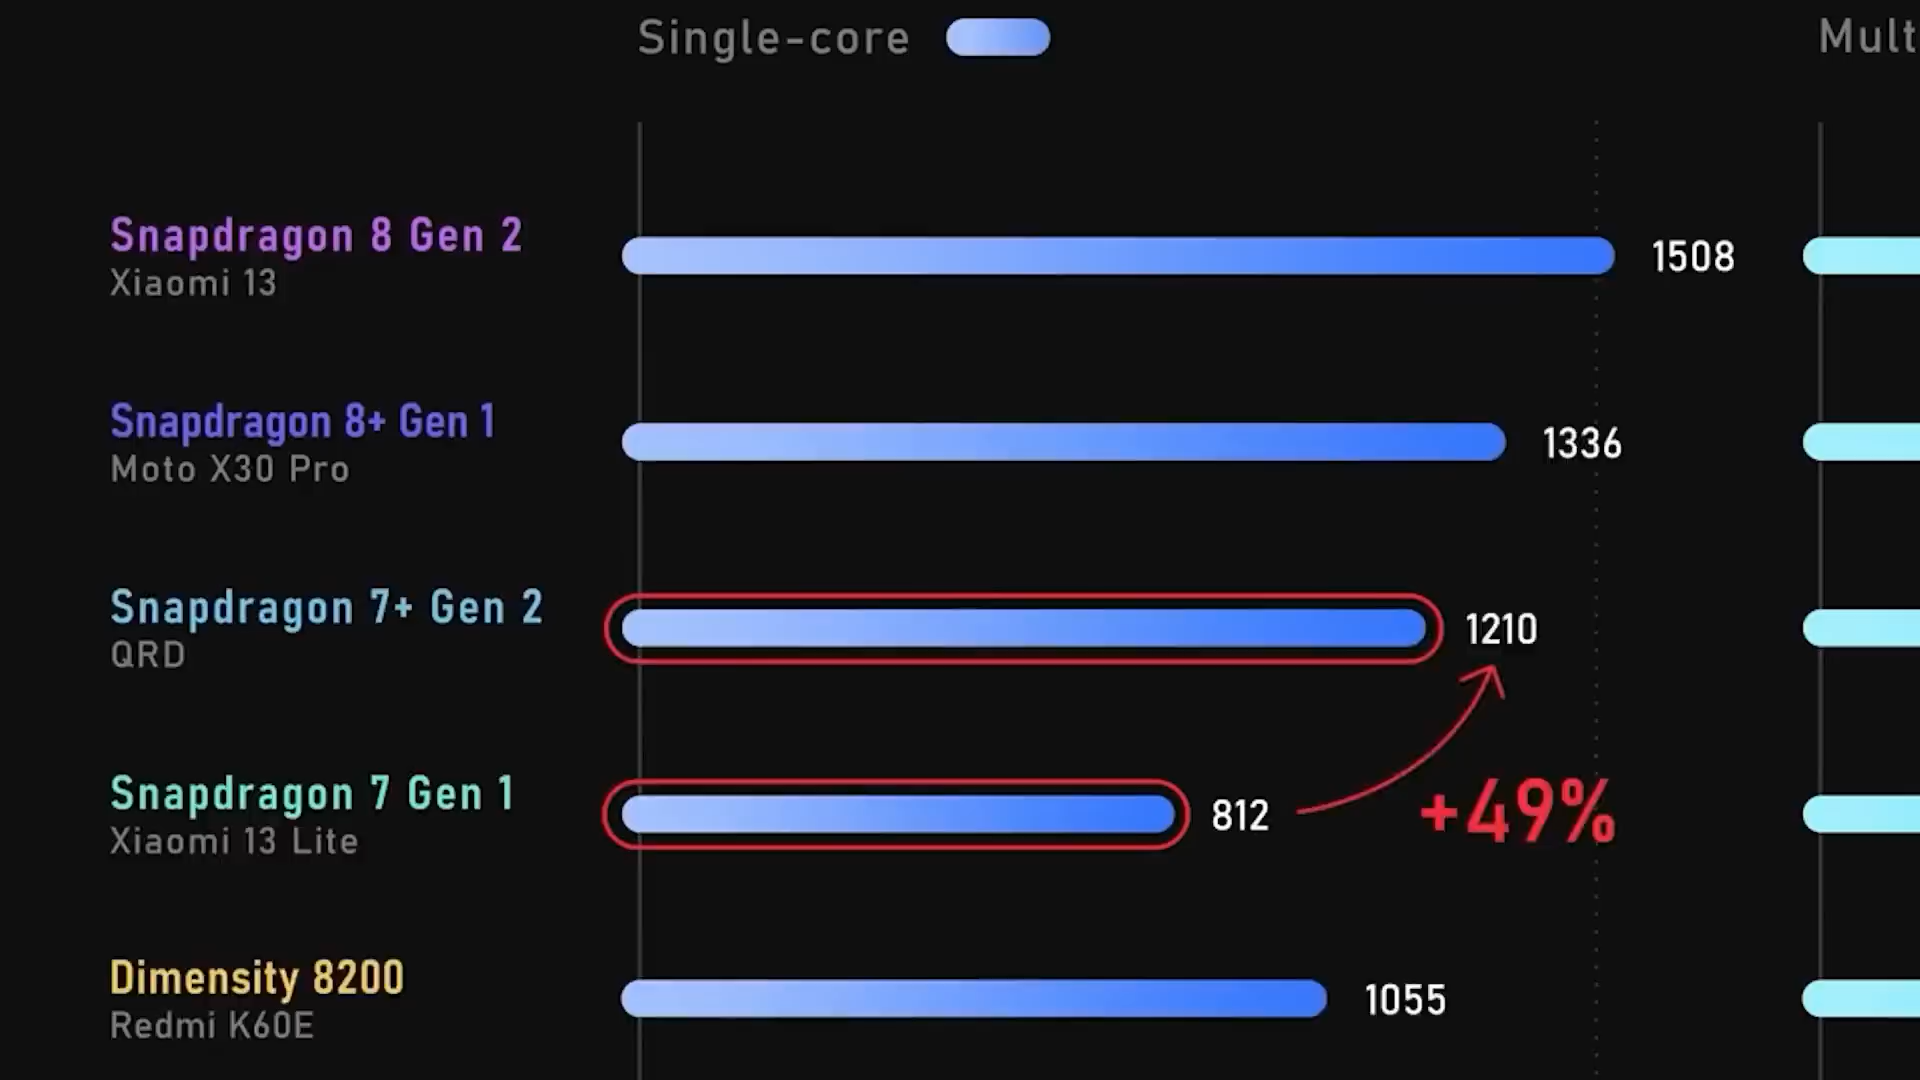 Single-core
Mult
Snapdragon 8 Gen 2
Xiaomi 13
1508
Snapdragon 8+ Gen 1
Moto X30 Pro
1336
Snapdragon 7+ Gen 2
QRD
1210
Snapdragon 7 Gen 1
Xiaomi 13 Lite
812
+49%
Dimensity 8200
Redmi K60E
1055